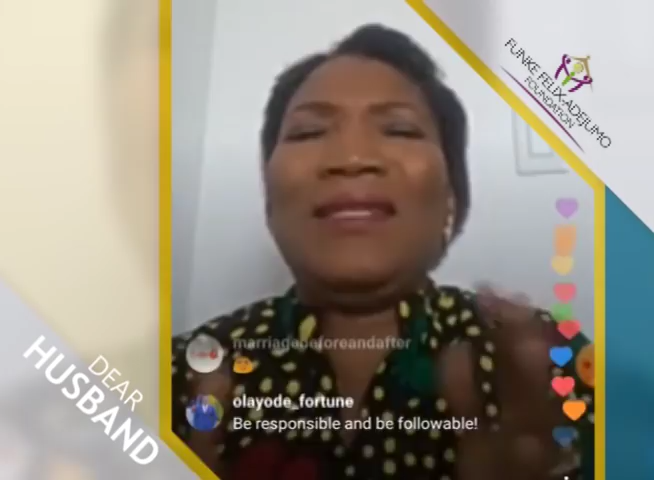 FUNKE FELIX-ADEJUMO
FOUNDATION
marriagebeforeandafter
olayode_fortune
Be responsible and be followable!
DEAR
HUSBAND